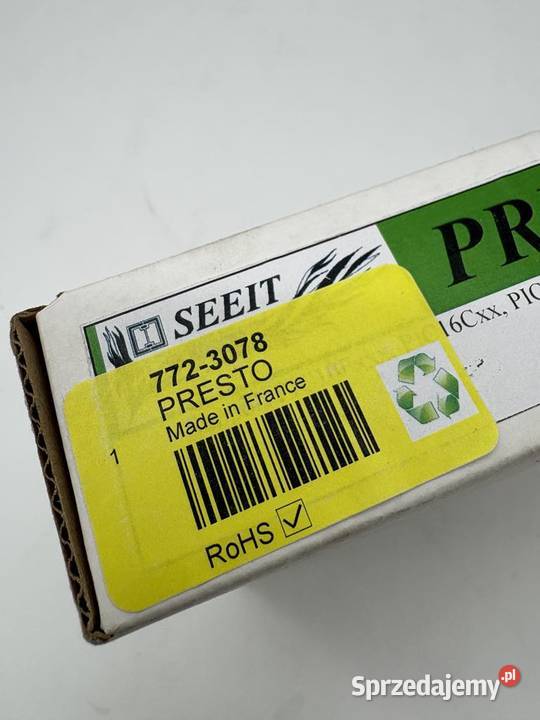 PR
SEEIT
16Cxx, PIC
772-3078
PRESTO
Made in France
1
RoHS
Sprzedajemy.pl